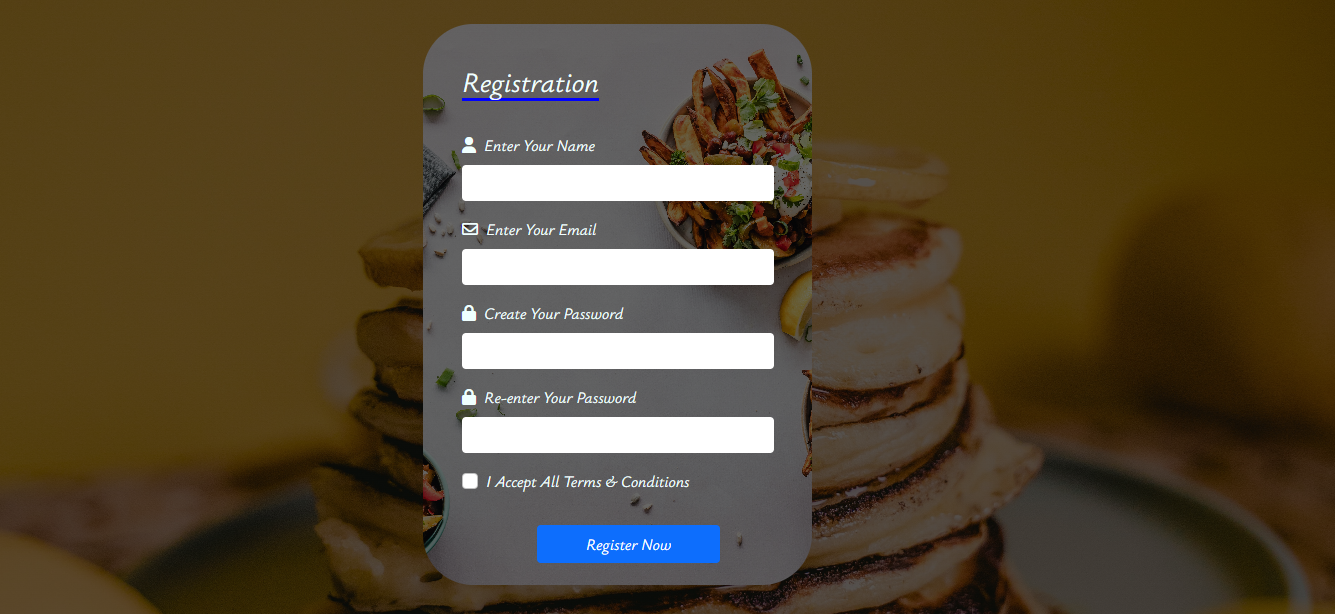 Registration
Enter Your Name
Enter Your Email
Create Your Password
Re-enter Your Password
I Accept All Terms & Conditions
Register Now